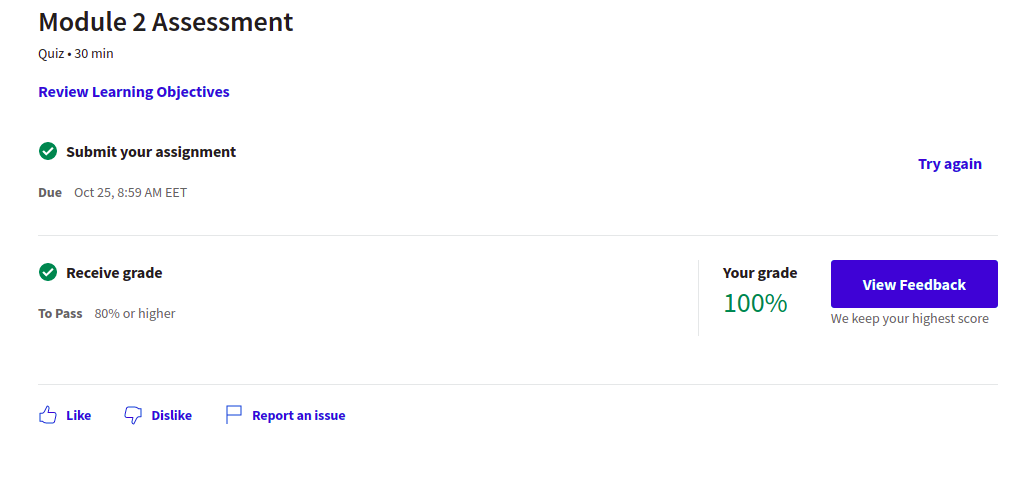 Module 2 Assessment
Quiz • 30 min
Review Learning Objectives
Submit your assignment
Try again
Due Oct 25, 8:59 AM EET
Receive grade
Your grade
View Feedback
100%
To Pass 80% or higher
We keep your highest score
Like
Dislike
Report an issue